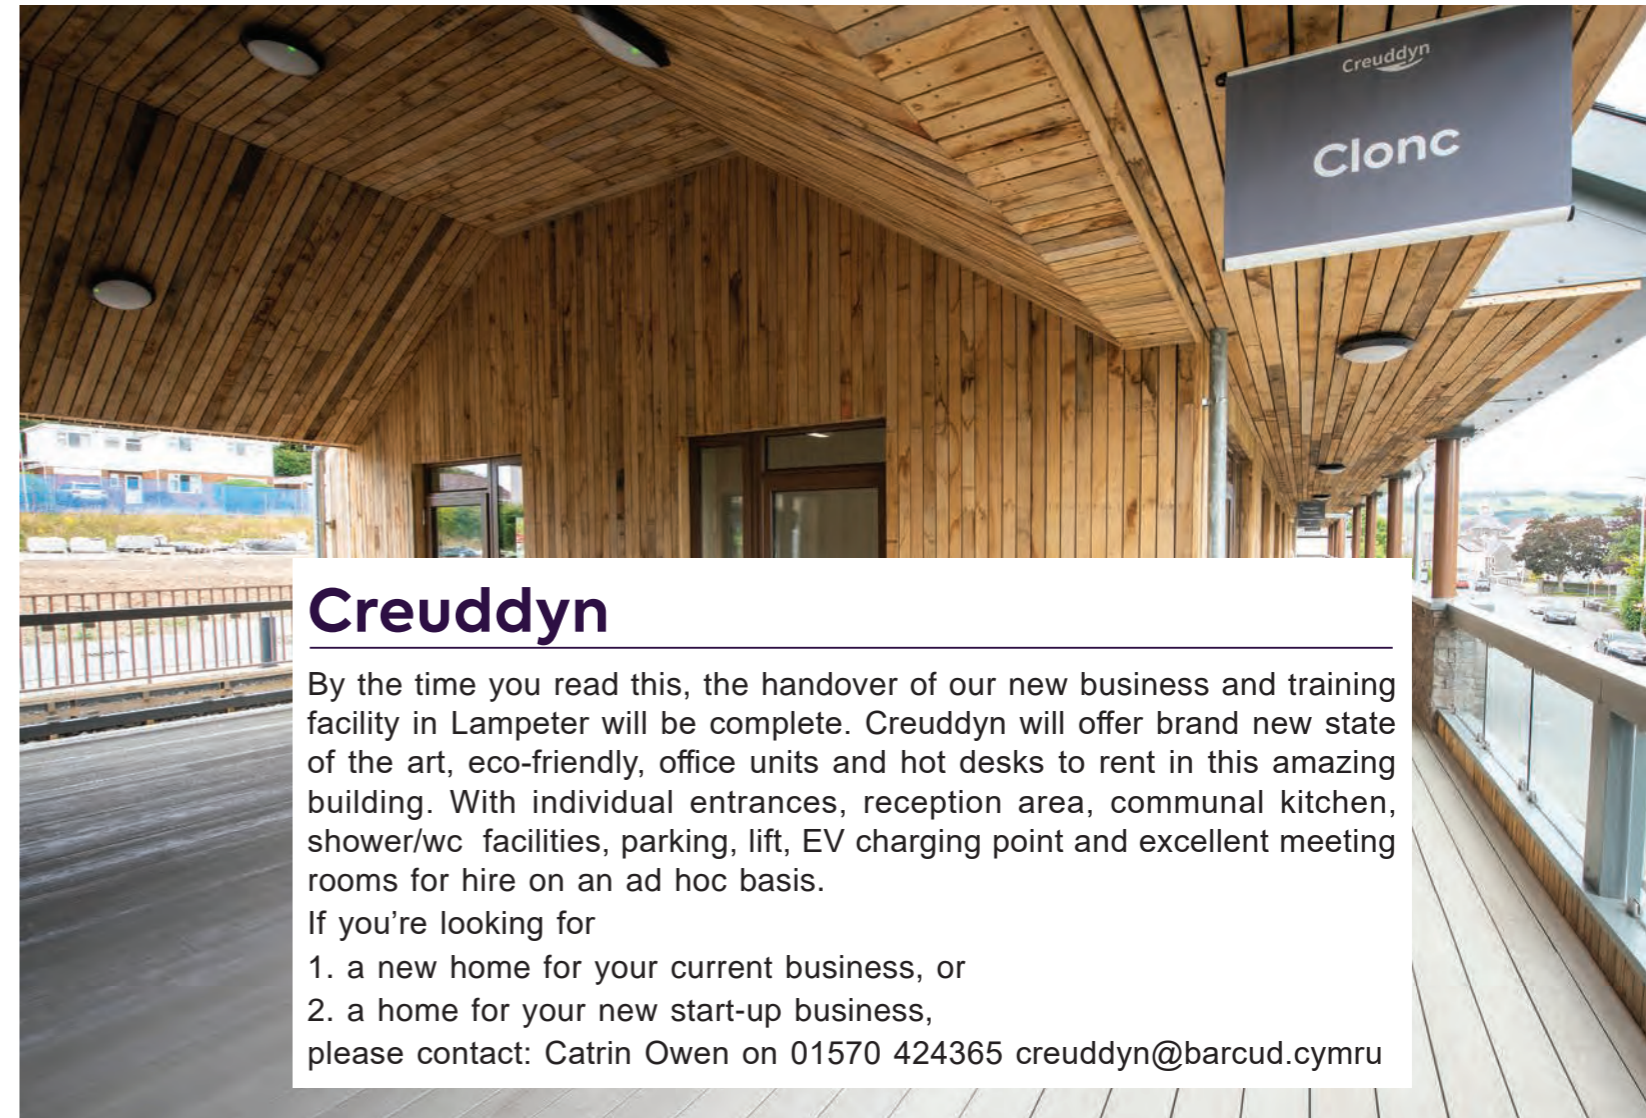 Creuddyn
Clonc
Creuddyn
By the time you read this, the handover of our new business and training
facility in Lampeter will be complete. Creuddyn will offer brand new state
of the art, eco-friendly, office units and hot desks to rent in this amazing
building. With individual entrances, reception area, communal kitchen,
shower/wc facilities, parking, lift, EV charging point and excellent meeting
rooms for hire on an ad hoc basis.
If you’re looking for
1. a new home for your current business, or
2. a home for your new start-up business,
please contact: Catrin Owen on 01570 424365 creuddyn@barcud.cymru